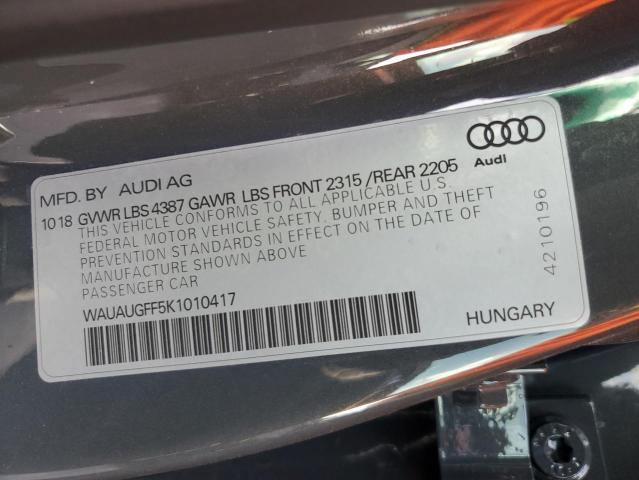 Audi
MFD. BY AUDI AG
1018 GVWR LBS 4387 GAWR LBS FRONT 2315 /REAR 2205
THIS VEHICLE CONFORMS TO ALL APPLICABLE U.S.
FEDERAL MOTOR VEHICLE SAFETY. BUMPER AND THEFT
PREVENTION STANDARDS IN EFFECT ON THE DATE OF
MANUFACTURE SHOWN ABOVE
PASSENGER CAR
WAUAUGFF5K1010417
HUNGARY
4210196